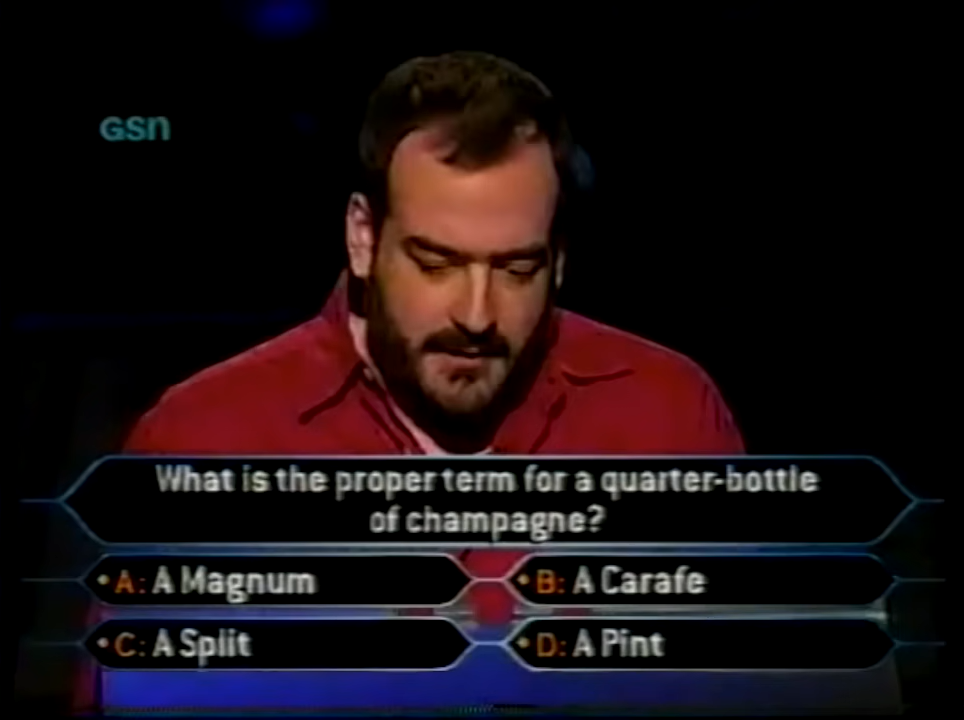 GSN
What is the proper term for a quarter-bottle
of champagne?
• A: A Magnum
• B: A Carafe
• C: A Split
• D: A Pint